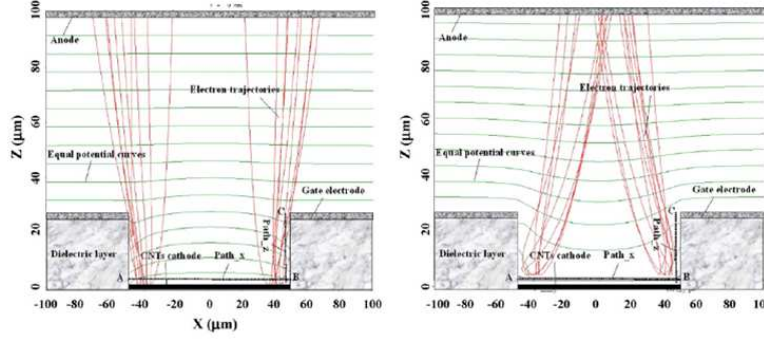 100
80
60
40
20
0
Z (μm)
Anode
Electron trajectories
Equal potential curves
Gate electrode
C
Path_z
Dielectric layer
CNTs cathode
Path_x
A
B
-100 -80 -60 -40 -20 0 20 40 60 80 100
X (μm)
100
80
60
40
20
0
Z (μm)
Anode
Electron trajectories
Equal potential curves
Gate electrode
C
Path_z
Dielectric layer
CNTs cathode
Path_x
A
B
-100 -80 -60 -40 -20 0 20 40 60 80 100